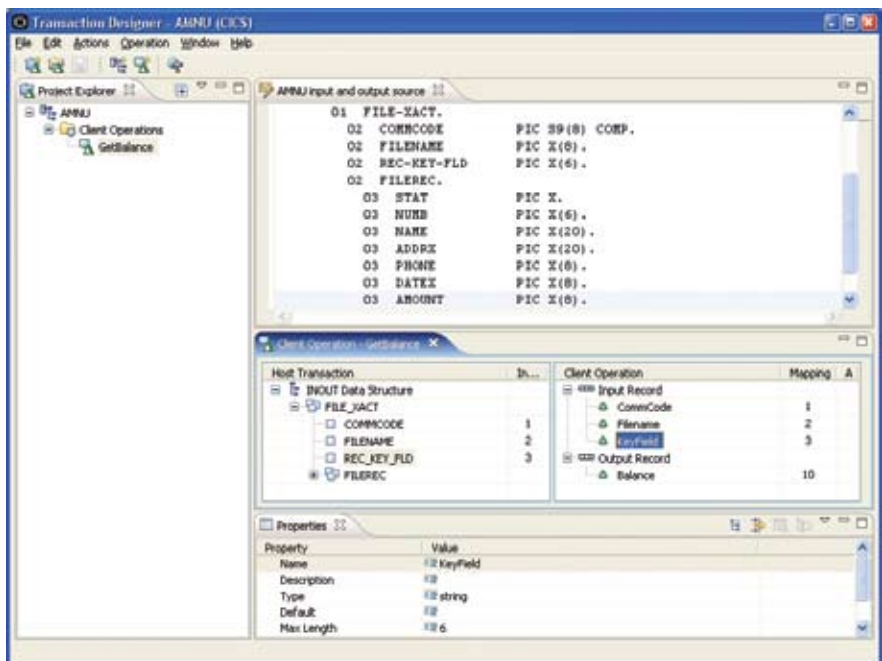 Transaction Designer - AMNU (CICS)
File Edit Actions Operation Window Help
Project Explorer
AMNU
Client Operations
GetBalance
AMNU input and output source
01 FILE-XACT.
02 COMMCODE PIC S9(8) COMP.
02 FILENAME PIC X(8).
02 REC-KEY-FLD PIC X(6).
02 FILEREC.
03 STAT PIC X.
03 NUMB PIC X(6).
03 NAME PIC X(20).
03 ADDRX PIC X(20).
03 PHONE PIC X(8).
03 DATEX PIC X(8).
03 AMOUNT PIC X(8).
Client Operation - GetBalance
Host Transaction In...
INOUT Data Structure
FILE_XACT
COMMCODE 1
FILENAME 2
REC_KEY_FLD 3
FILEREC
Client Operation Mapping A
Input Record
CommCode 1
Filename 2
KeyField 3
Output Record
Balance 10
Properties
Property Value
Name KeyField
Description
Type string
Default
Max Length 6